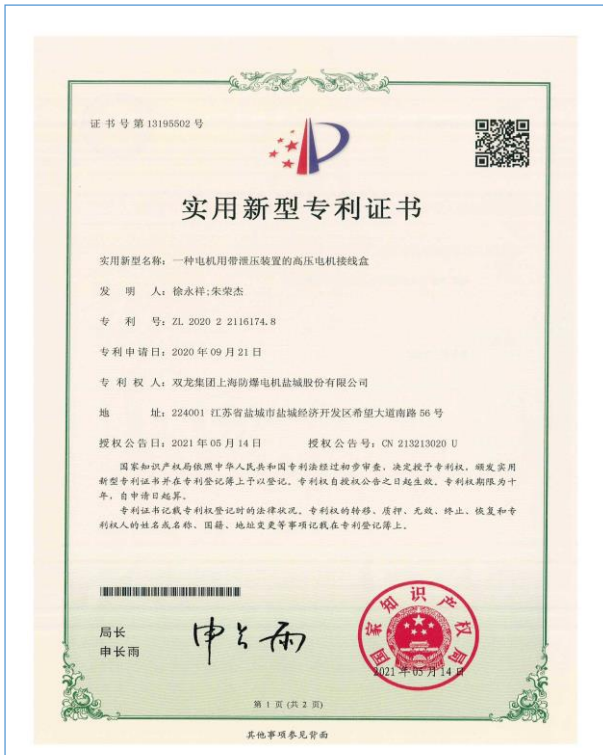 证书号第13195502号
实用新型专利证书
实用新型名称：一种电机用带泄压装置的高压电机接线盒
发明人：徐永祥;朱荣杰
专利号：ZL 2020 2 2116174.8
专利申请日：2020年09月21日
专利权人：双龙集团上海防爆电机盐城股份有限公司
地址：224001 江苏省盐城市盐城经济开发区希望大道南路56号
授权公告日：2021年05月14日 授权公告号：CN 213213020 U
国家知识产权局依照中华人民共和国专利法经过初步审查，决定授予专利权，颁发实用
新型专利证书并在专利登记簿上予以登记。专利权自授权公告之日起生效。专利权期限为十
年，自申请日起算。
专利证书记载专利权登记时的法律状况。专利权的转移、质押、无效、终止、恢复和专
利权人的姓名或名称、国籍、地址变更等事项记载在专利登记簿上。
局长
申长雨
申长雨
国家知识产权局
2021年05月14日
第 1 页 (共 2 页)
其他事项参见背面